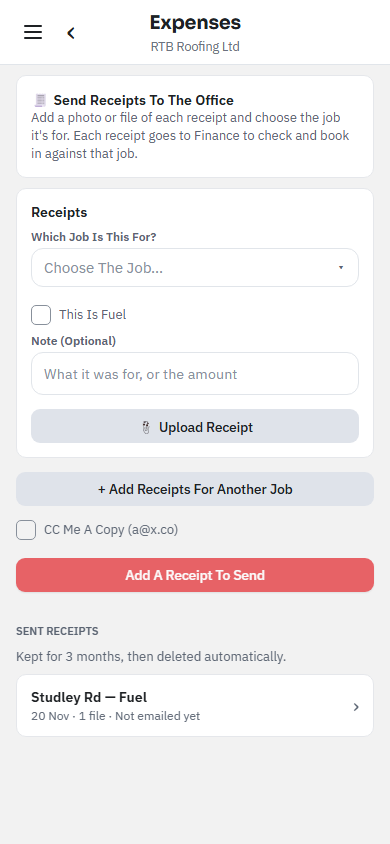 Expenses
RTB Roofing Ltd
Send Receipts To The Office
Add a photo or file of each receipt and choose the job
it's for. Each receipt goes to Finance to check and book
in against that job.
Receipts
Which Job Is This For?
Choose The Job...
This Is Fuel
Note (Optional)
What it was for, or the amount
Upload Receipt
+ Add Receipts For Another Job
CC Me A Copy (a@x.co)
Add A Receipt To Send
SENT RECEIPTS
Kept for 3 months, then deleted automatically.
Studley Rd — Fuel
20 Nov · 1 file · Not emailed yet